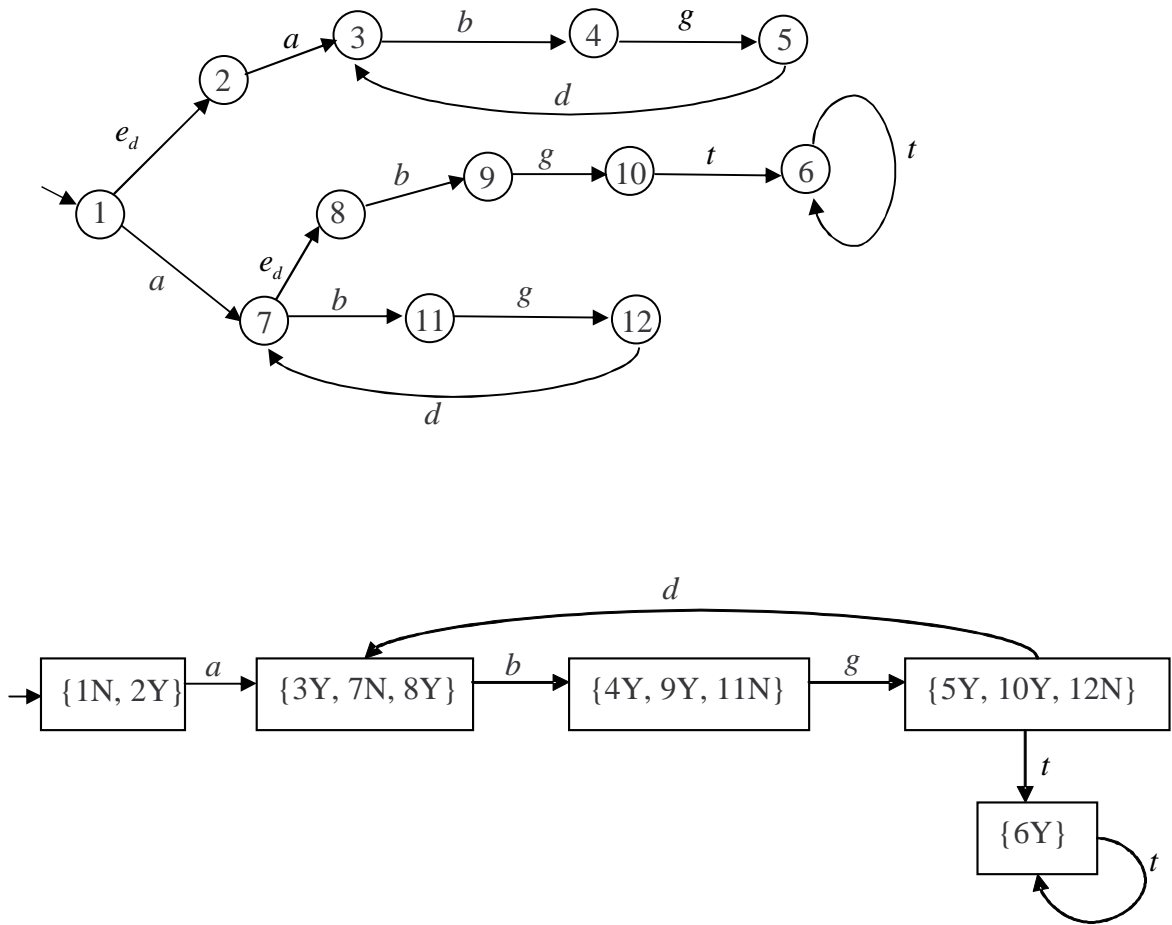 b
g
3
4
5
a
2
d
e_d
t
t
g
b
9
10
6
8
1
e_d
a
g
b
7
11
12
d
d
a
b
g
{1N, 2Y}
{3Y, 7N, 8Y}
{4Y, 9Y, 11N}
{5Y, 10Y, 12N}
t
{6Y}
t